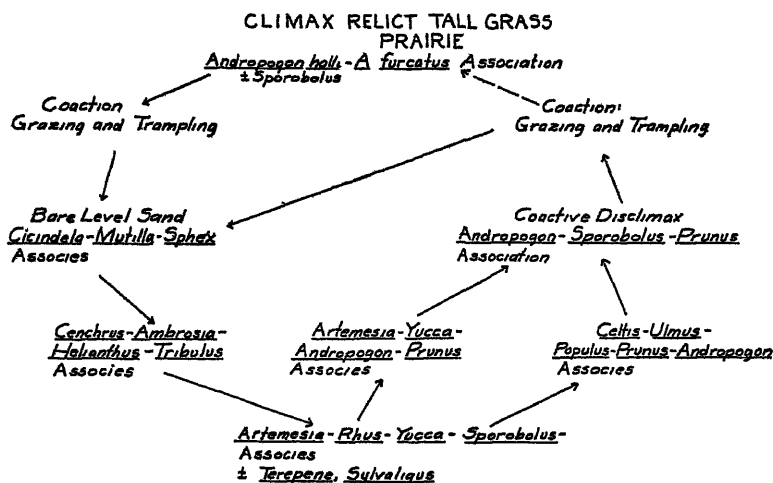 CLIMAX RELICT TALL GRASS
PRAIRIE
Andropogon halli-A furcatus Association
± Sporobolus
Coaction
Grazing and Trampling
Coaction:
Grazing and Trampling
Bare Level Sand
Cicindela-Mutilla-Sphex
Associes
Coactive Disclimax
Andropogon-Sporobolus-Prunus
Association
Cenchrus-Ambrosia-
Helianthus-Tribulus
Associes
Artemesia-Yucca-
Andropogon-Prunus
Associes
Celtis-Ulmus-
Populus-Prunus-Andropogon
Associes
Artemesia-Rhus-Yucca-Sporobolus-
Associes
± Terepene, Sylvaligus